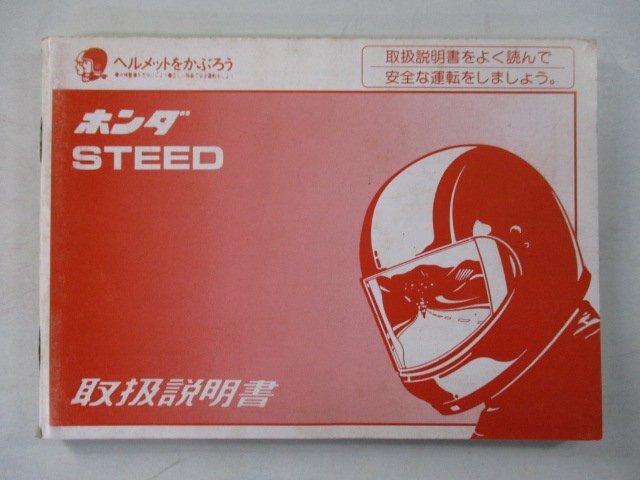 ヘルメットをかぶろう
取扱説明書をよく読んで
安全な運転をしましょう。
ホンダ
STEED
取扱説明書